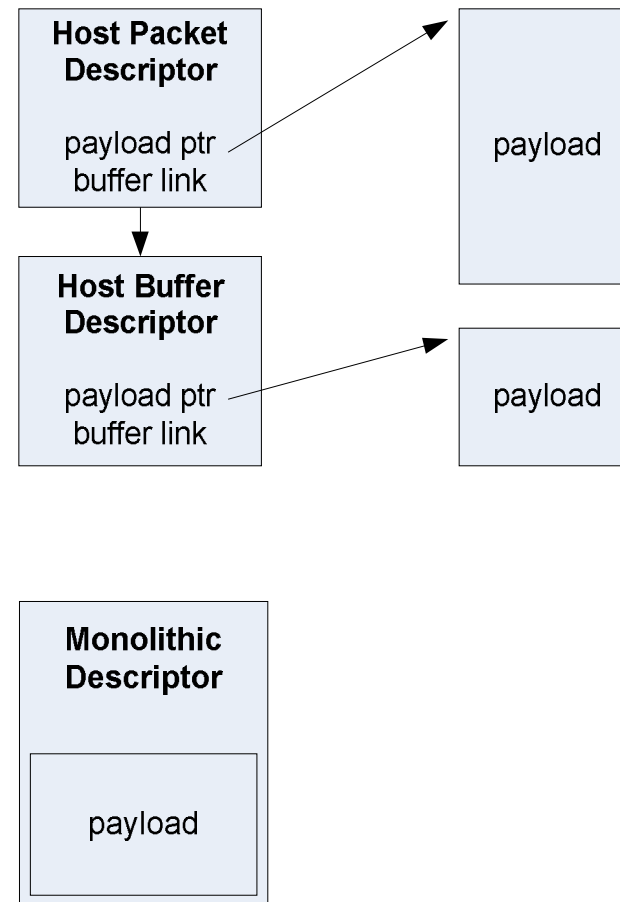 Host Packet
Descriptor
payload ptr
buffer link
payload
Host Buffer
Descriptor
payload ptr
buffer link
payload
Monolithic
Descriptor
payload